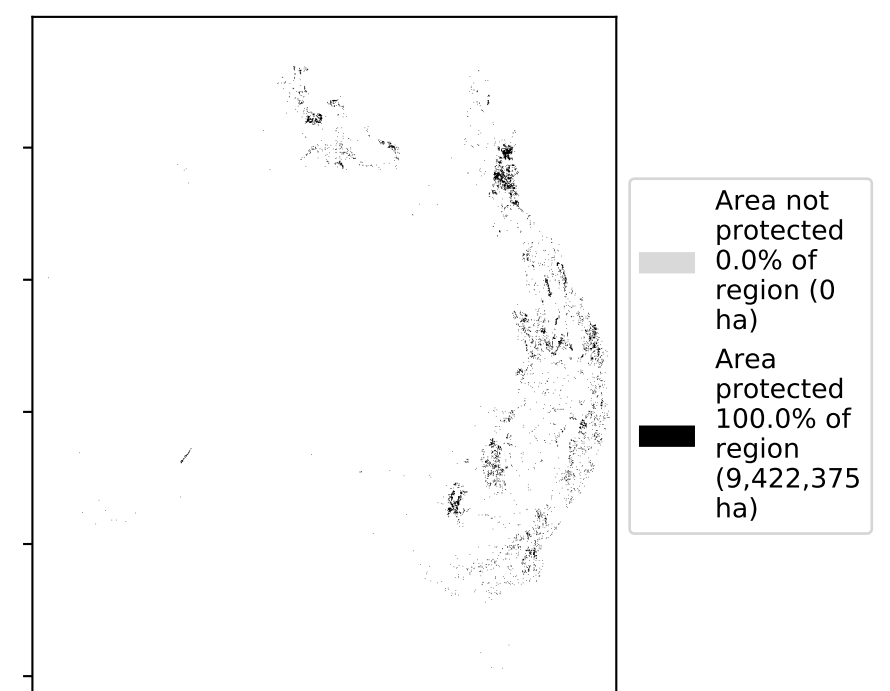 Area not
protected
0.0% of
region (0
ha)
Area
protected
100.0% of
region
(9,422,375
ha)